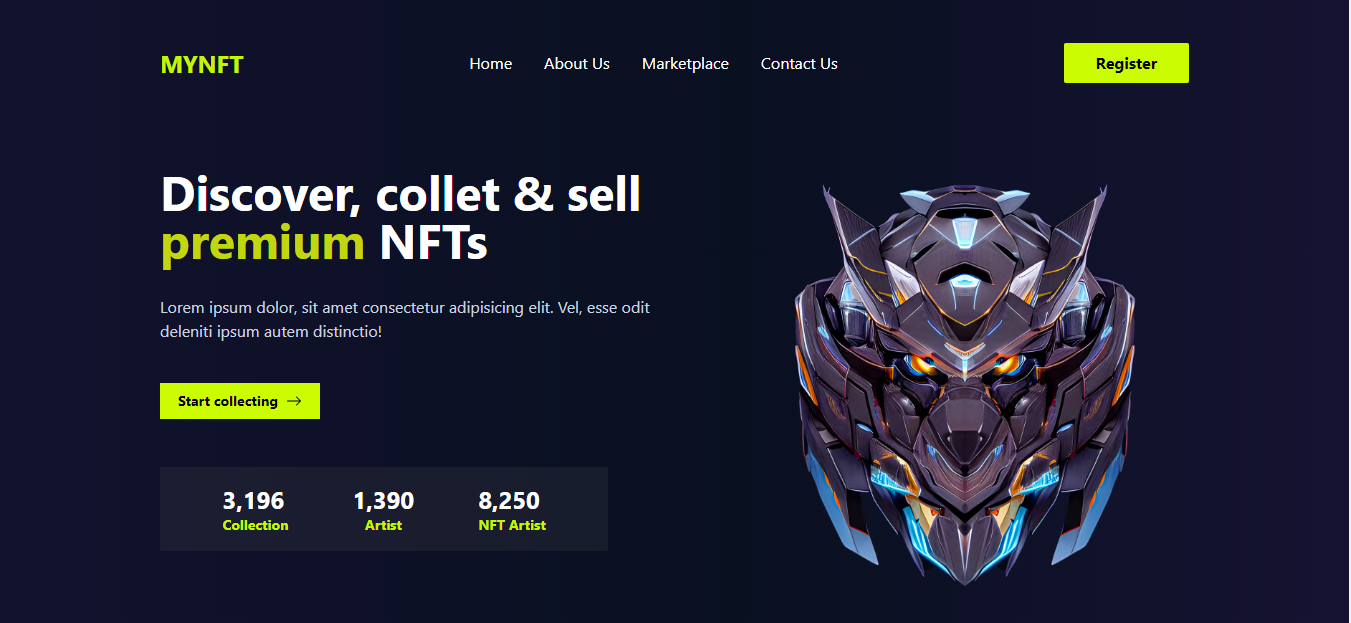 MYNFT
Home
About Us
Marketplace
Contact Us
Register
Discover, collet & sell
premium NFTs
Lorem ipsum dolor, sit amet consectetur adipisicing elit. Vel, esse odit
deleniti ipsum autem distinctio!
Start collecting →
3,196
Collection
1,390
Artist
8,250
NFT Artist